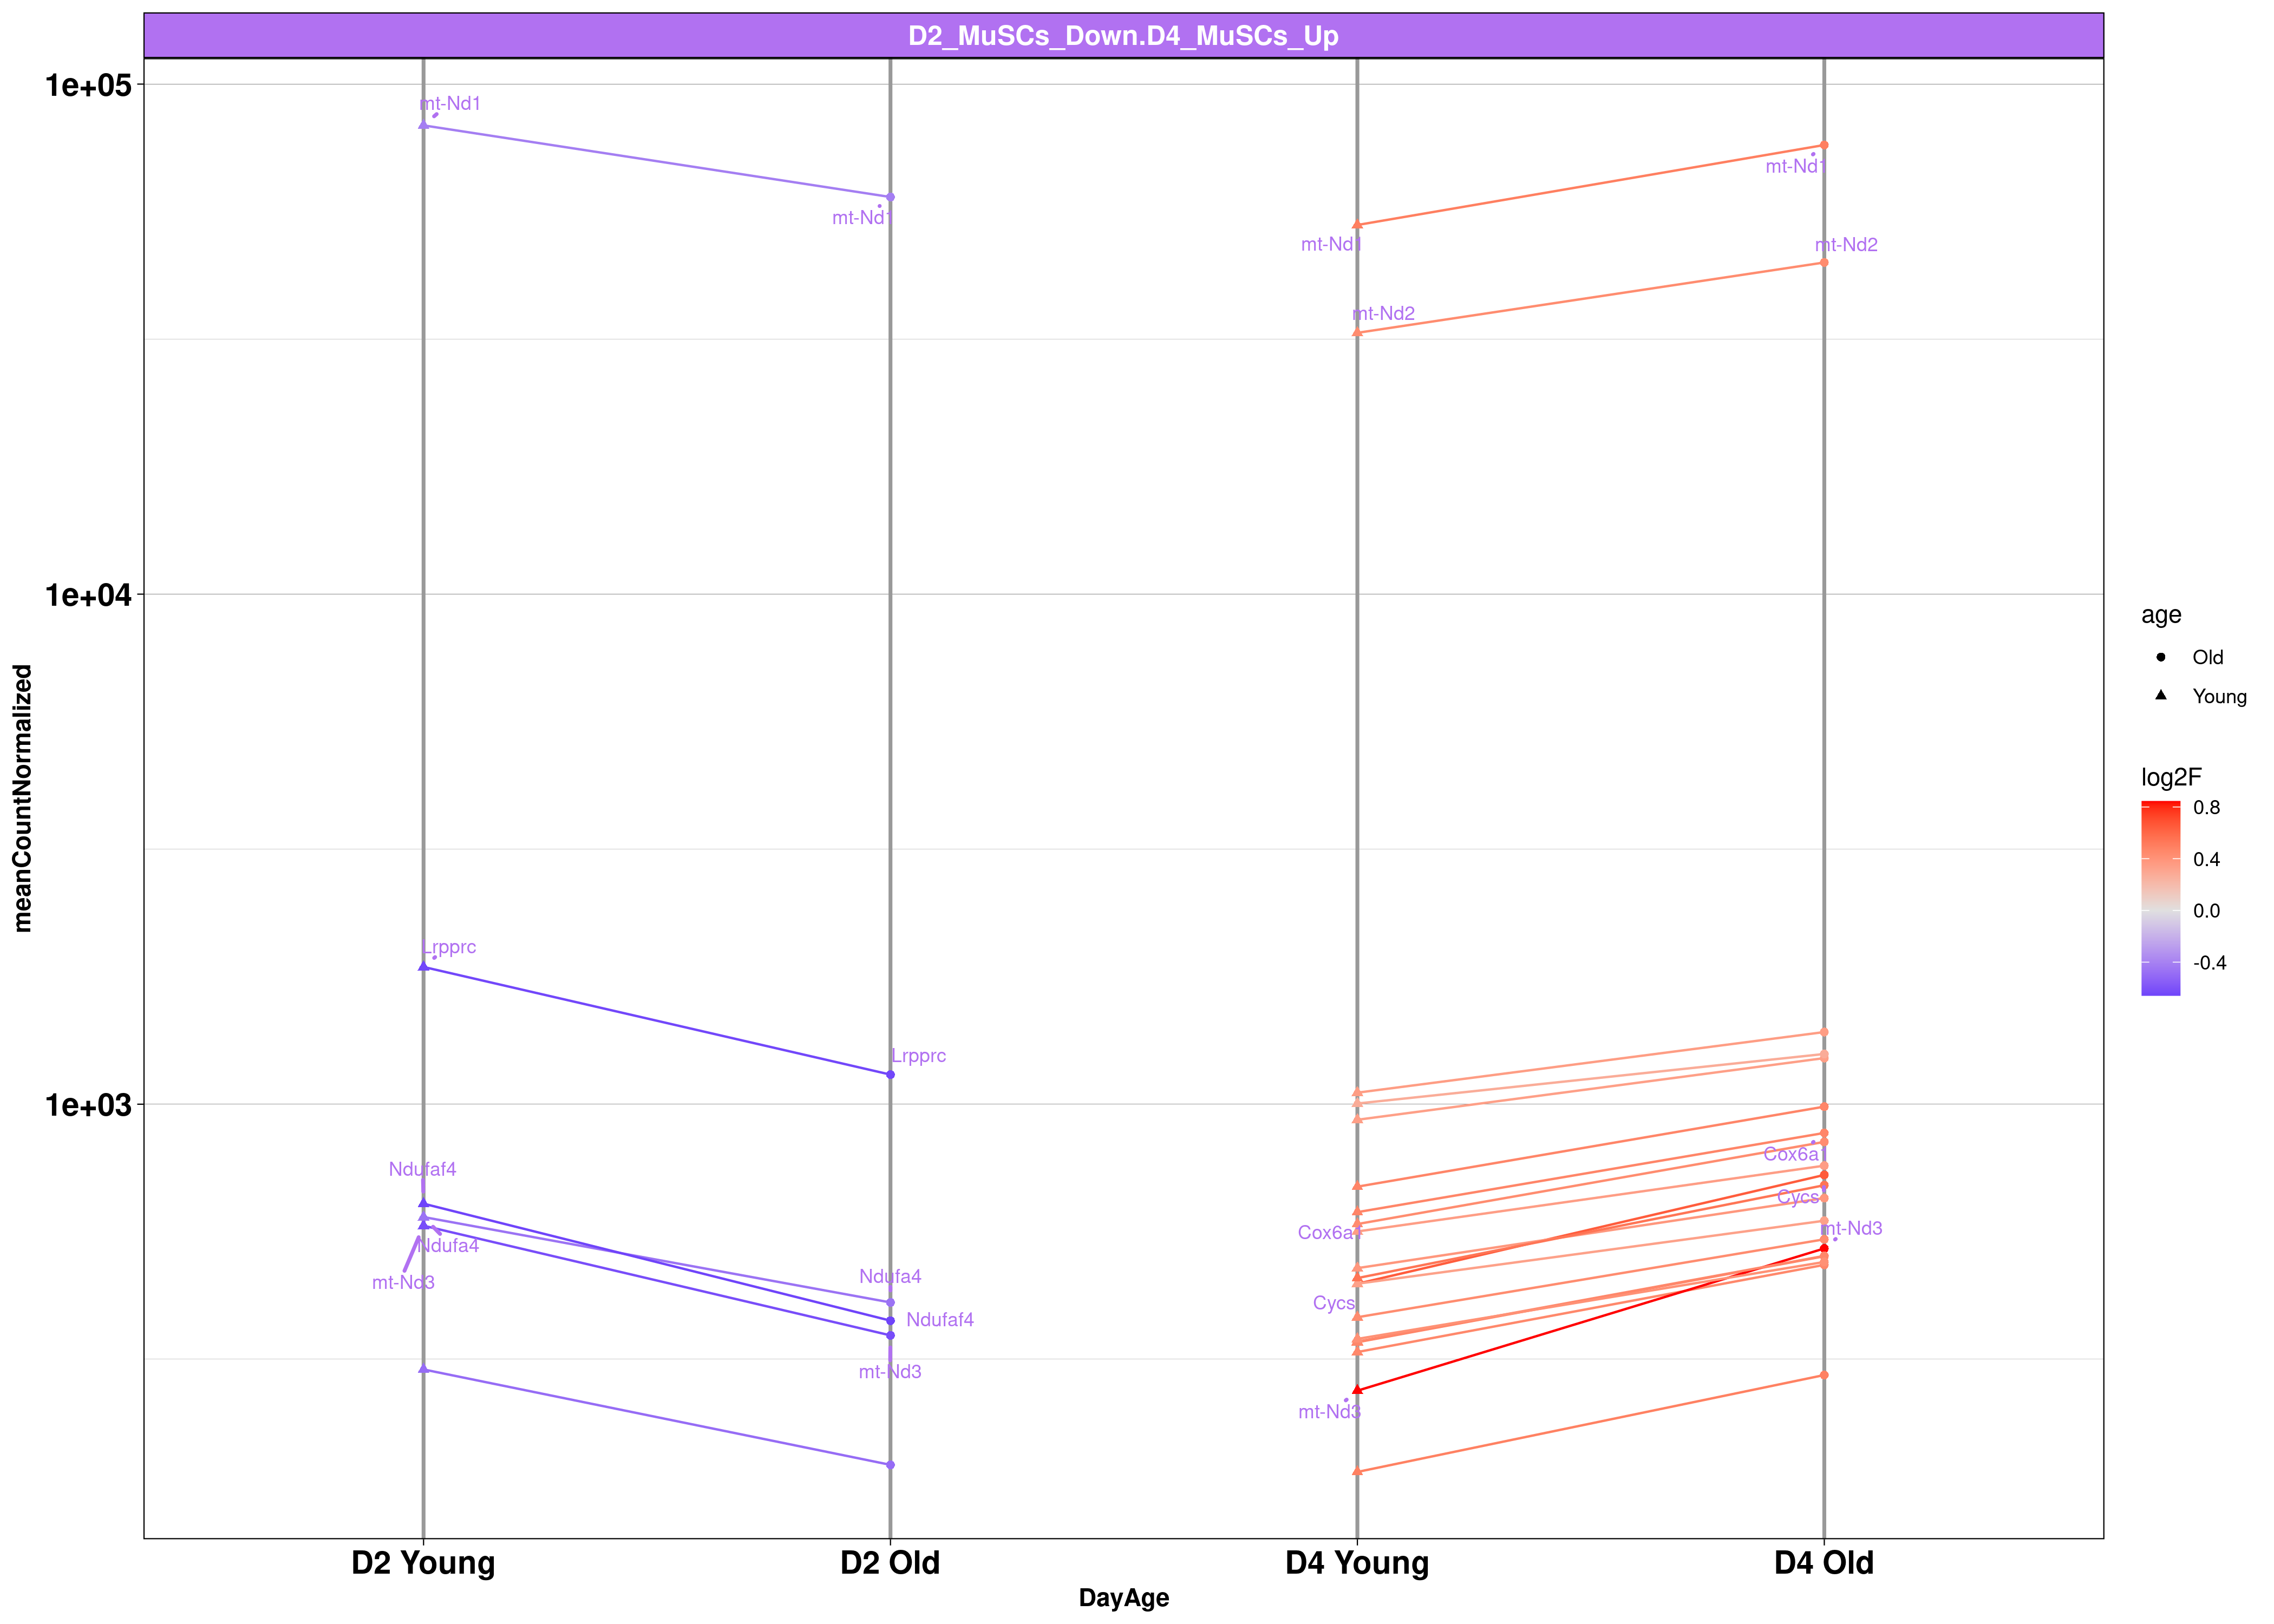 D2_MuSCs_Down.D4_MuSCs_Up
1e+05
mt-Nd1
mt-Nd1
mt-Nd1
mt-Nd1
mt-Nd2
mt-Nd2
1e+04
meanCountNormalized
Lrpprc
Lrpprc
1e+03
Ndufaf4
Ndufa4
mt-Nd3
Ndufa4
Ndufaf4
mt-Nd3
Cox6a1
Cycs
mt-Nd3
Cox6a1
Cycs
mt-Nd3
D2 Young
D2 Old
D4 Young
D4 Old
DayAge
age
Old
Young
log2F
0.8
0.4
0.0
-0.4